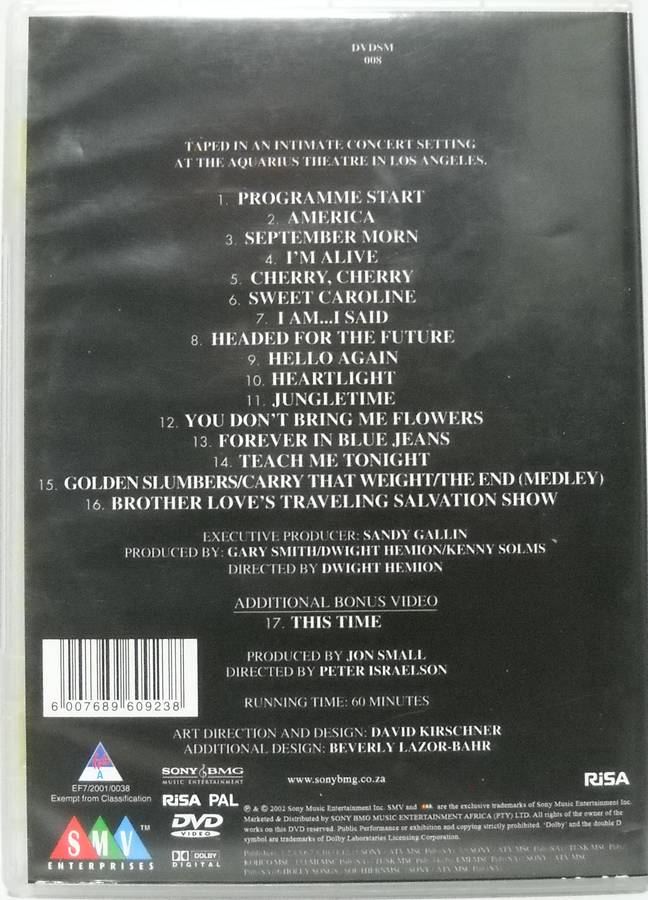 DVDSM
008
TAPED IN AN INTIMATE CONCERT SETTING
AT THE AQUARIUS THEATRE IN LOS ANGELES.
1. PROGRAMME START
2. AMERICA
3. SEPTEMBER MORN
4. I'M ALIVE
5. CHERRY, CHERRY
6. SWEET CAROLINE
7. I AM...I SAID
8. HEADED FOR THE FUTURE
9. HELLO AGAIN
10. HEARTLIGHT
11. JUNGLETIME
12. YOU DON'T BRING ME FLOWERS
13. FOREVER IN BLUE JEANS
14. TEACH ME TONIGHT
15. GOLDEN SLUMBERS/CARRY THAT WEIGHT/THE END (MEDLEY)
16. BROTHER LOVE'S TRAVELING SALVATION SHOW
EXECUTIVE PRODUCER: SANDY GALLIN
PRODUCED BY: GARY SMITH/DWIGHT HEMION/KENNY SOLMS
DIRECTED BY DWIGHT HEMION
ADDITIONAL BONUS VIDEO
17. THIS TIME
PRODUCED BY JON SMALL
DIRECTED BY PETER ISRAELSON
RUNNING TIME: 60 MINUTES
ART DIRECTION AND DESIGN: DAVID KIRSCHNER
ADDITIONAL DESIGN: BEVERLY LAZOR-BAHR
6 007689 609238
A
EF7/2001/0038
Exempt from Classification
SONY BMG
MUSIC ENTERTAINMENT
www.sonybmg.co.za
RiSA
RiSA PAL
DVD
VIDEO
DOLBY
DIGITAL
SMV™
ENTERPRISES
℗ & © 2002 Sony Music Entertainment Inc. SMV and are the exclusive trademarks of Sony Music Entertainment Inc.
Marketed & Distributed by SONY BMG MUSIC ENTERTAINMENT AFRICA (PTY) LTD. All rights of the owner of the
works on this DVD reserved. Public Performance or exhibition and copying strictly prohibited. 'Dolby' and the double D
symbol are trademarks of Dolby Laboratories Licensing Corporation.